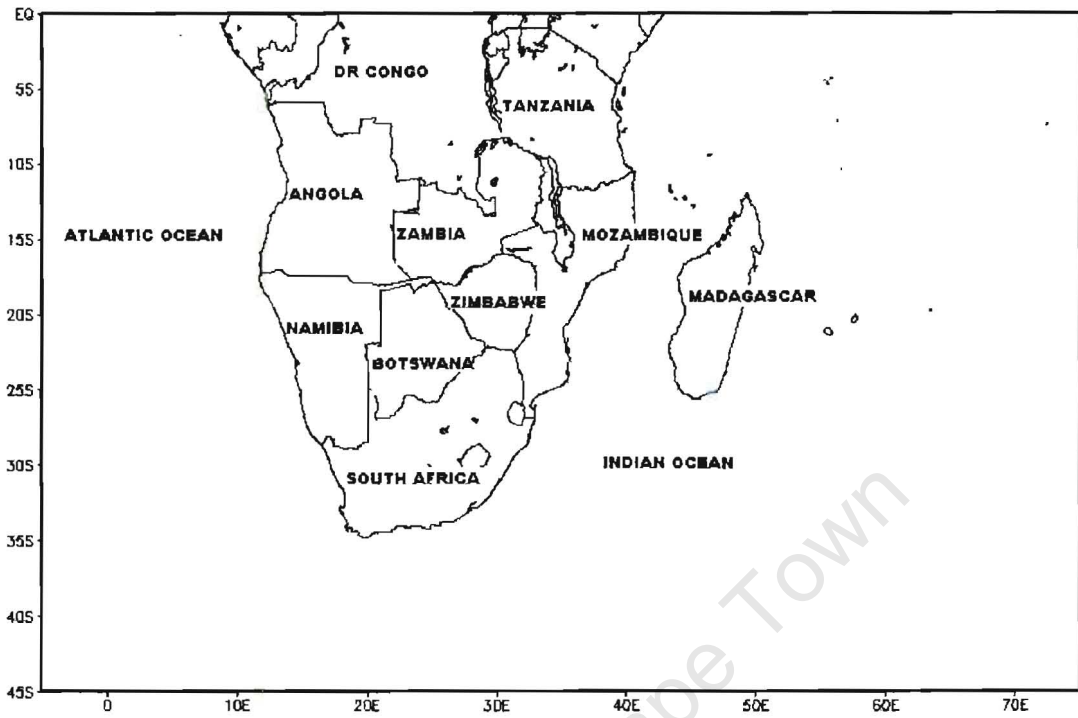 EQ
DR CONGO
5S
TANZANIA
10S
ANGOLA
ATLANTIC OCEAN
ZAMBIA
MOZAMBIQUE
15S
ZIMBABWE
MADAGASCAR
20S
NAMIBIA
BOTSWANA
25S
INDIAN OCEAN
30S
SOUTH AFRICA
35S
40S
45S
0 10E 20E 30E 40E 50E 60E 70E
Town